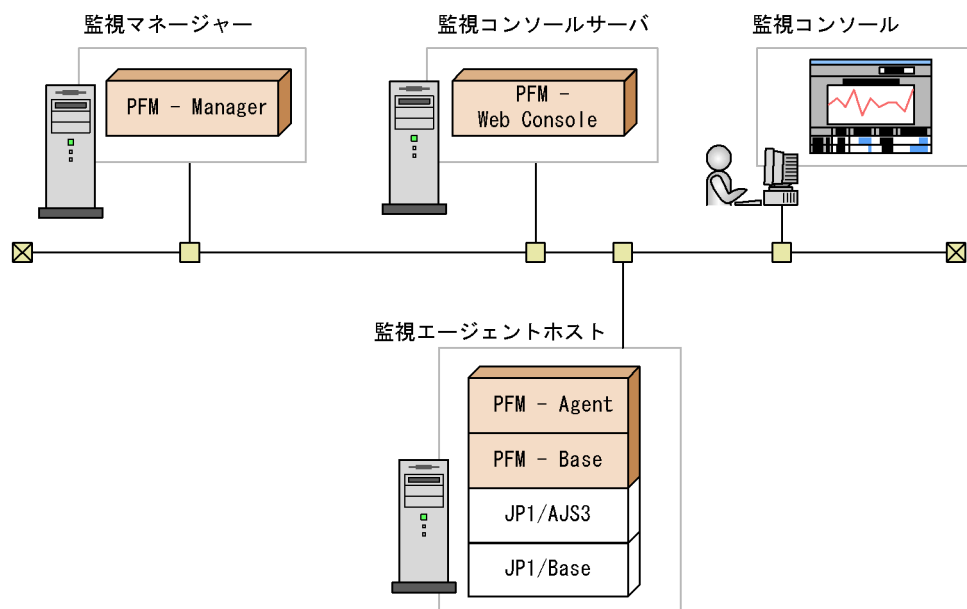 監視マネージャー
監視コンソールサーバ
監視コンソール
PFM - Manager
PFM -
Web Console
監視エージェントホスト
PFM - Agent
PFM - Base
JP1/AJS3
JP1/Base